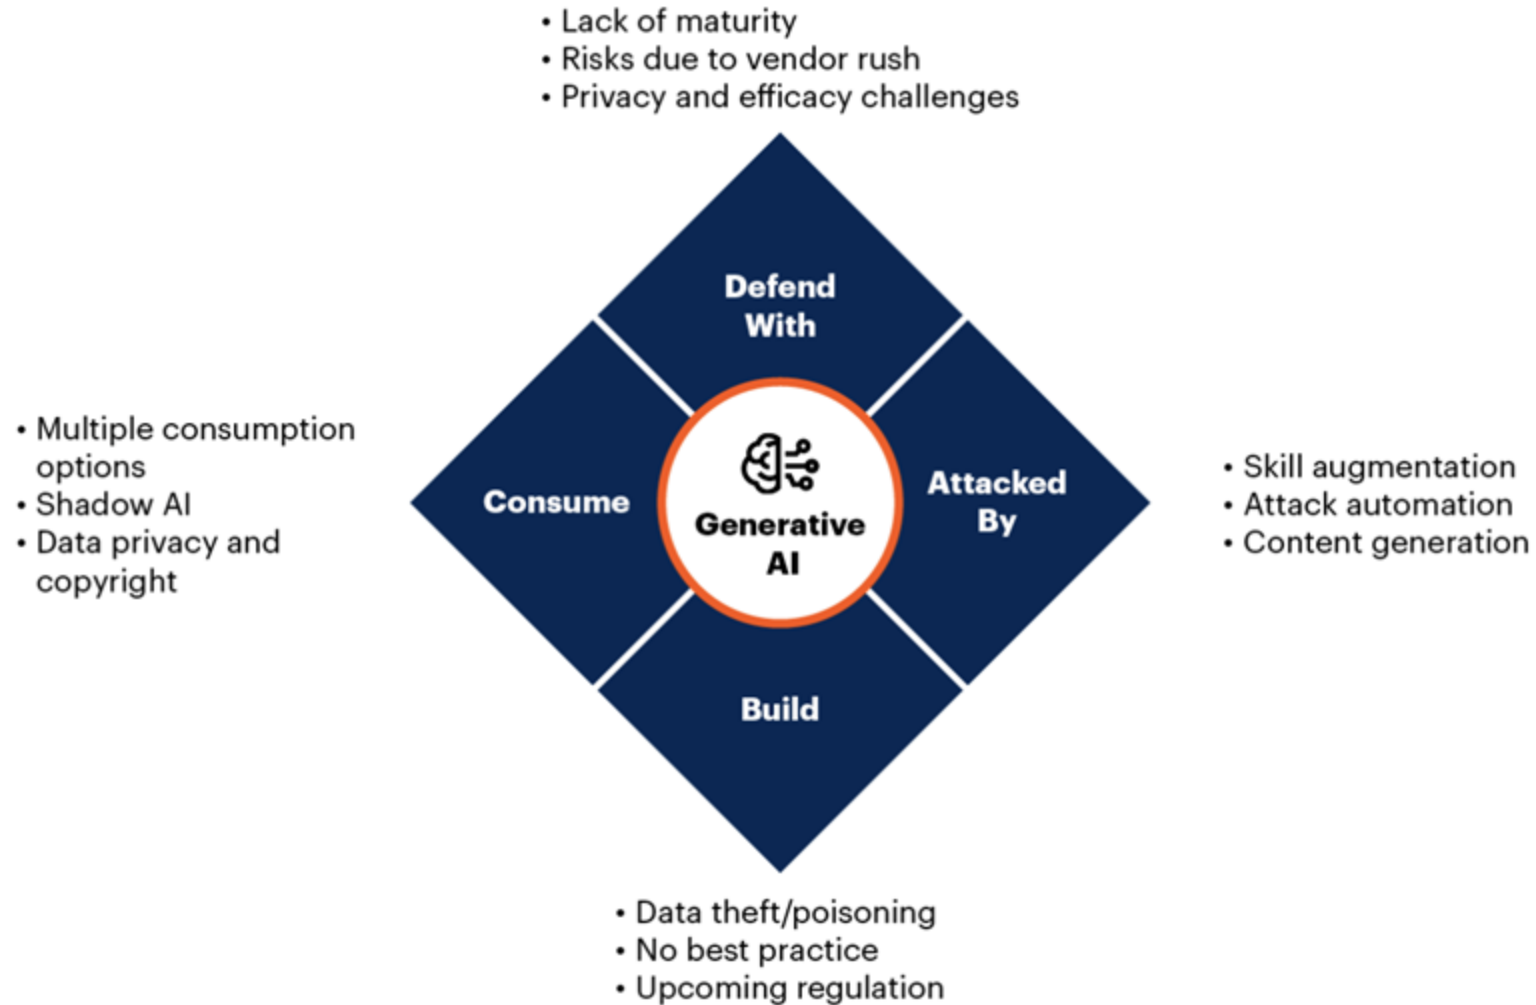 • Lack of maturity
• Risks due to vendor rush
• Privacy and efficacy challenges
Defend
With
• Multiple consumption
options
• Shadow AI
• Data privacy and
copyright
Consume
Generative
AI
Attacked
By
• Skill augmentation
• Attack automation
• Content generation
Build
• Data theft/poisoning
• No best practice
• Upcoming regulation